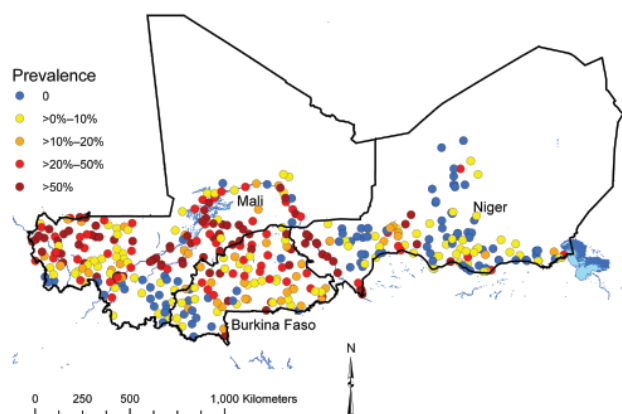 Prevalence
0
>0%–10%
>10%–20%
>20%–50%
>50%
Mali
Niger
Burkina Faso
N
0 250 500 1,000 Kilometers